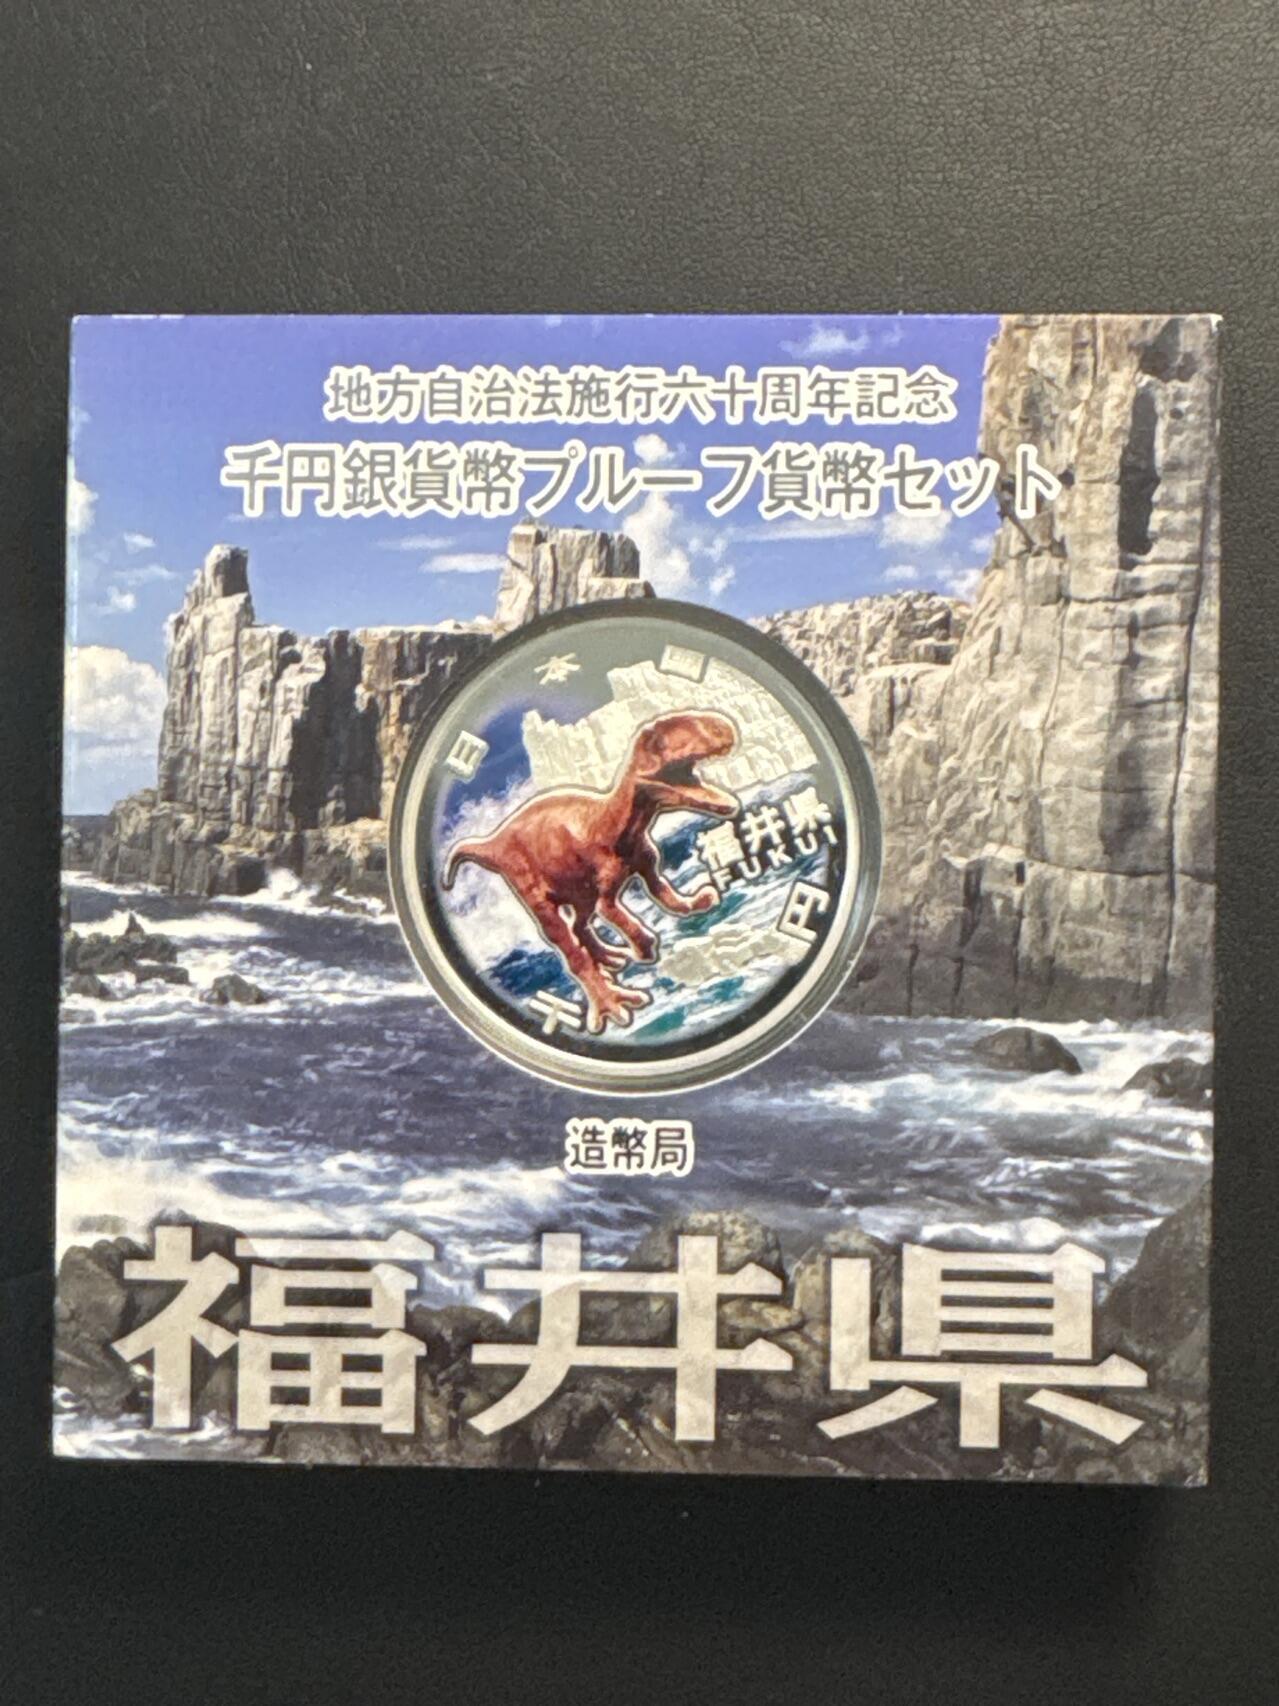 地方自治法施行六十周年記念
千円銀貨幣プルーフ貨幣セット
日本国
福井県
FUKUI
千円
造幣局
福井県